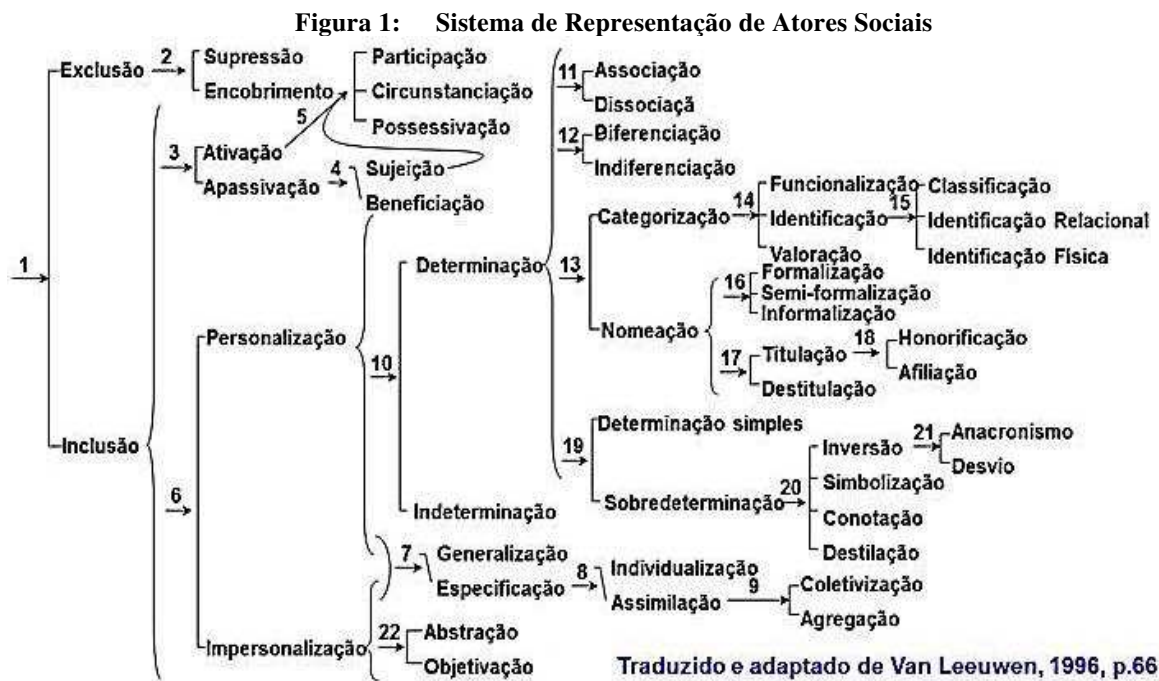 Figura 1: Sistema de Representação de Atores Sociais
1
Exclusão
2
Supressão
Encobrimento
Inclusão
3
Ativação
Apassivação
5
Participação
Circunstanciação
Possessivação
4
Sujeição
Beneficiação
6
Personalização
Impersonalização
10
Determinação
Indeterminação
11
Associação
Dissociaçã
12
Diferenciação
Indiferenciação
13
Categorização
Nomeação
14
Funcionalização
Identificação
Valoração
15
Classificação
Identificação Relacional
Identificação Física
16
Formalização
Semi-formalização
Informalização
17
Titulação
Destitulação
18
Honorificação
Afiliação
19
Determinação simples
Sobredeterminação
20
Inversão
Simbolização
Conotação
Destilação
21
Anacronismo
Desvio
7
Generalização
Especificação
8
Individualização
Assimilação
9
Coletivização
Agregação
22
Abstração
Objetivação
Traduzido e adaptado de Van Leeuwen, 1996, p.66